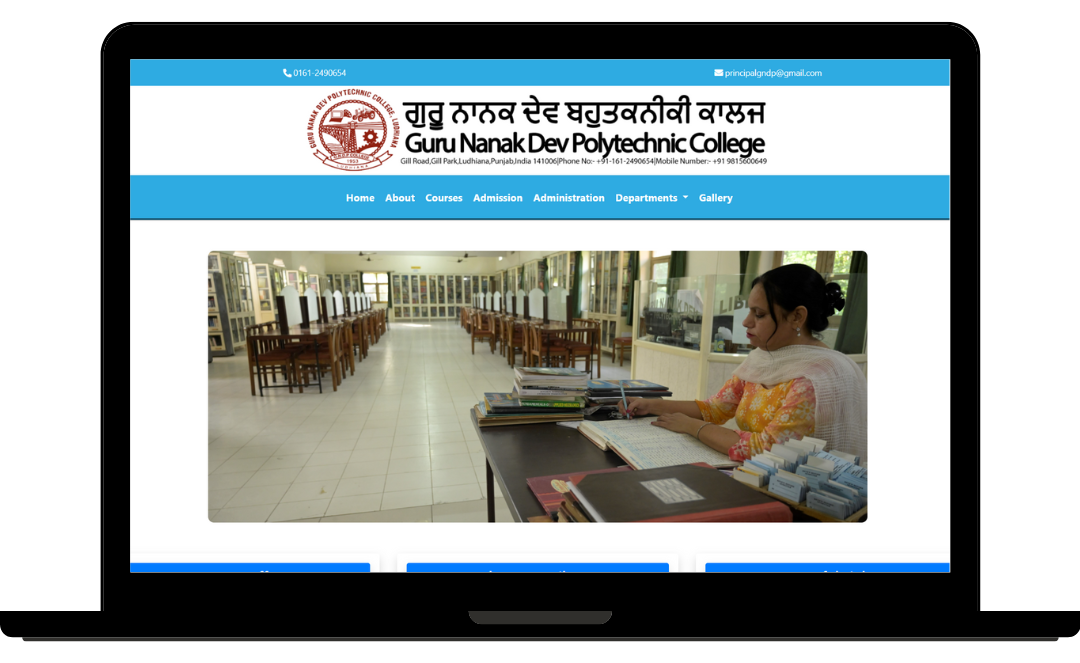 0161-2490654
principalgndp@gmail.com
GURU NANAK DEV POLYTECHNIC COLLEGE, LUDHIANA
1953
LUDHIANA
ਗੁਰੂ ਨਾਨਕ ਦੇਵ ਬਹੁਤਕਨੀਕੀ ਕਾਲਜ
Guru Nanak Dev Polytechnic College
Gill Road,Gill Park,Ludhiana,Punjab,India 141006|Phone No:- +91-161-2490654|Mobile Number:- +91 9815600649
Home About Courses Admission Administration Departments Gallery